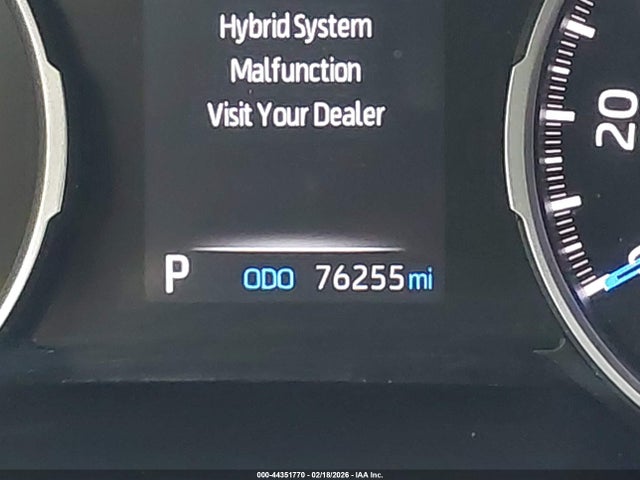 Hybrid System
Malfunction
Visit Your Dealer
20
P ODO 76255 mi
000-44351770 - 02/18/2026 - IAA Inc.